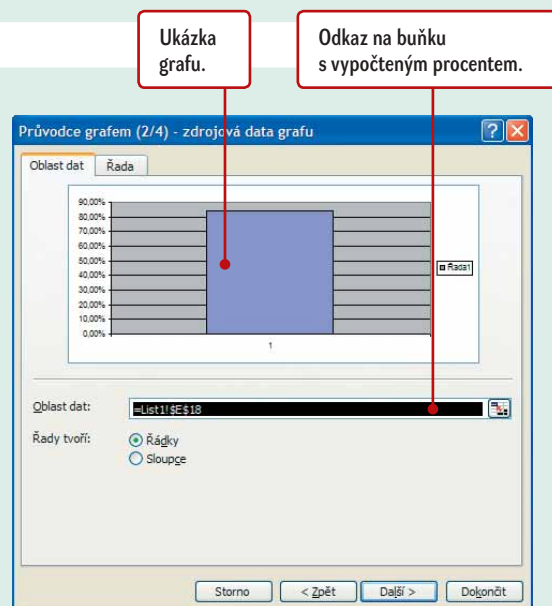 Ukázka
grafu.
Odkaz na buňku
s vypočteným procentem.
Průvodce grafem (2/4) - zdrojová data grafu
Oblast dat
Řada
90,00%
80,00%
70,00%
60,00%
50,00%
40,00%
30,00%
20,00%
10,00%
0,00%
1
Řada1
Oblast dat:
=List1!$E$18
Řady tvoří:
Řádky
Sloupce
Storno
< Zpět
Další >
Dokončit